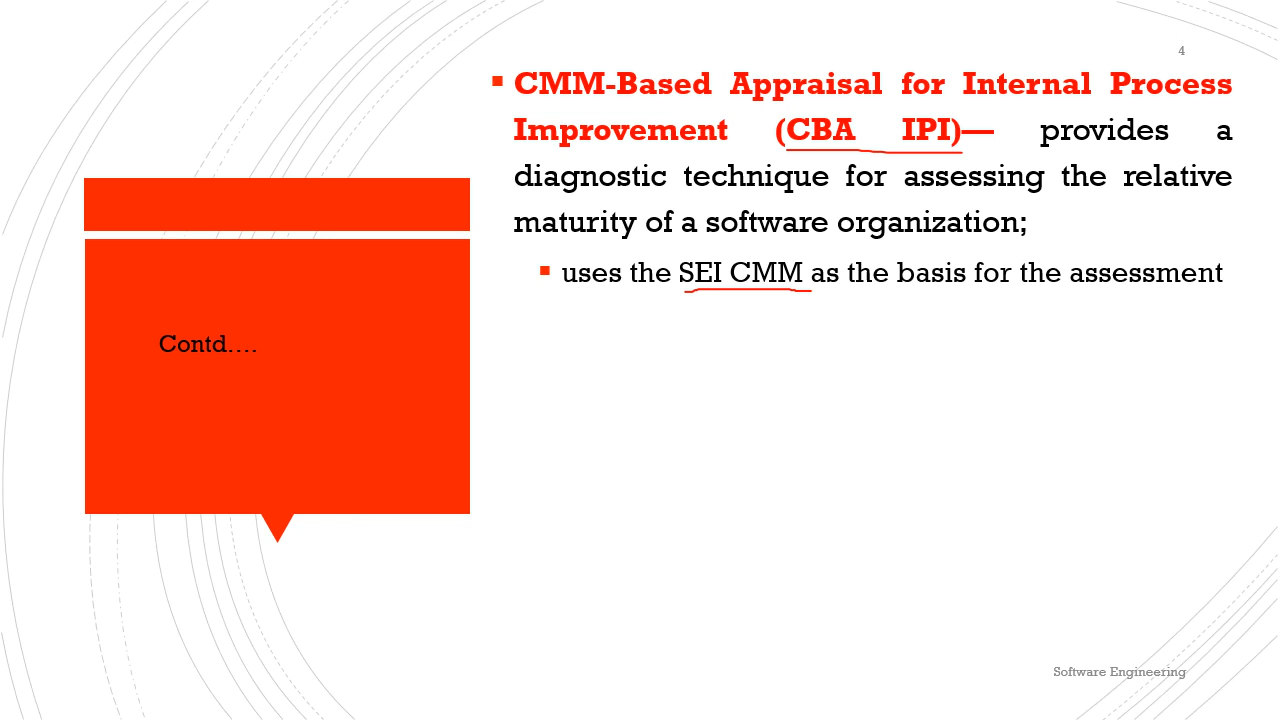 4
▪ CMM-Based Appraisal for Internal Process
Improvement (CBA IPI)— provides a
diagnostic technique for assessing the relative
maturity of a software organization;
▪ uses the SEI CMM as the basis for the assessment
Contd....
Software Engineering